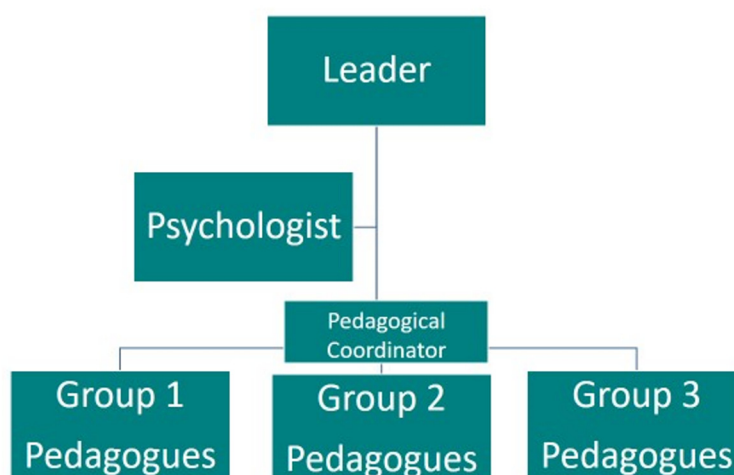 Leader
Psychologist
Pedagogical
Coordinator
Group 1
Pedagogues
Group 2
Pedagogues
Group 3
Pedagogues